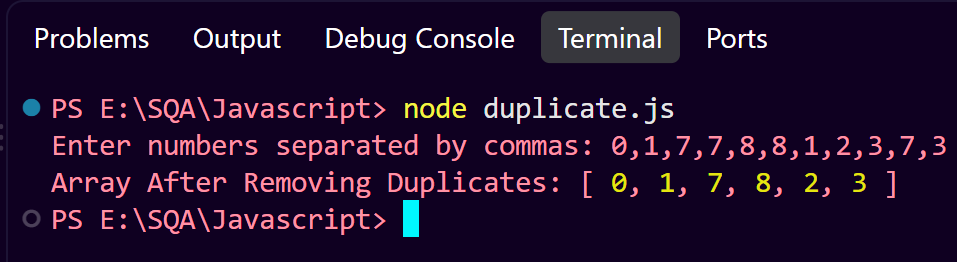 Problems Output Debug Console Terminal Ports
PS E:\SQA\Javascript> node duplicate.js
Enter numbers separated by commas: 0,1,7,7,8,8,1,2,3,7,3
Array After Removing Duplicates: [ 0, 1, 7, 8, 2, 3 ]
PS E:\SQA\Javascript>